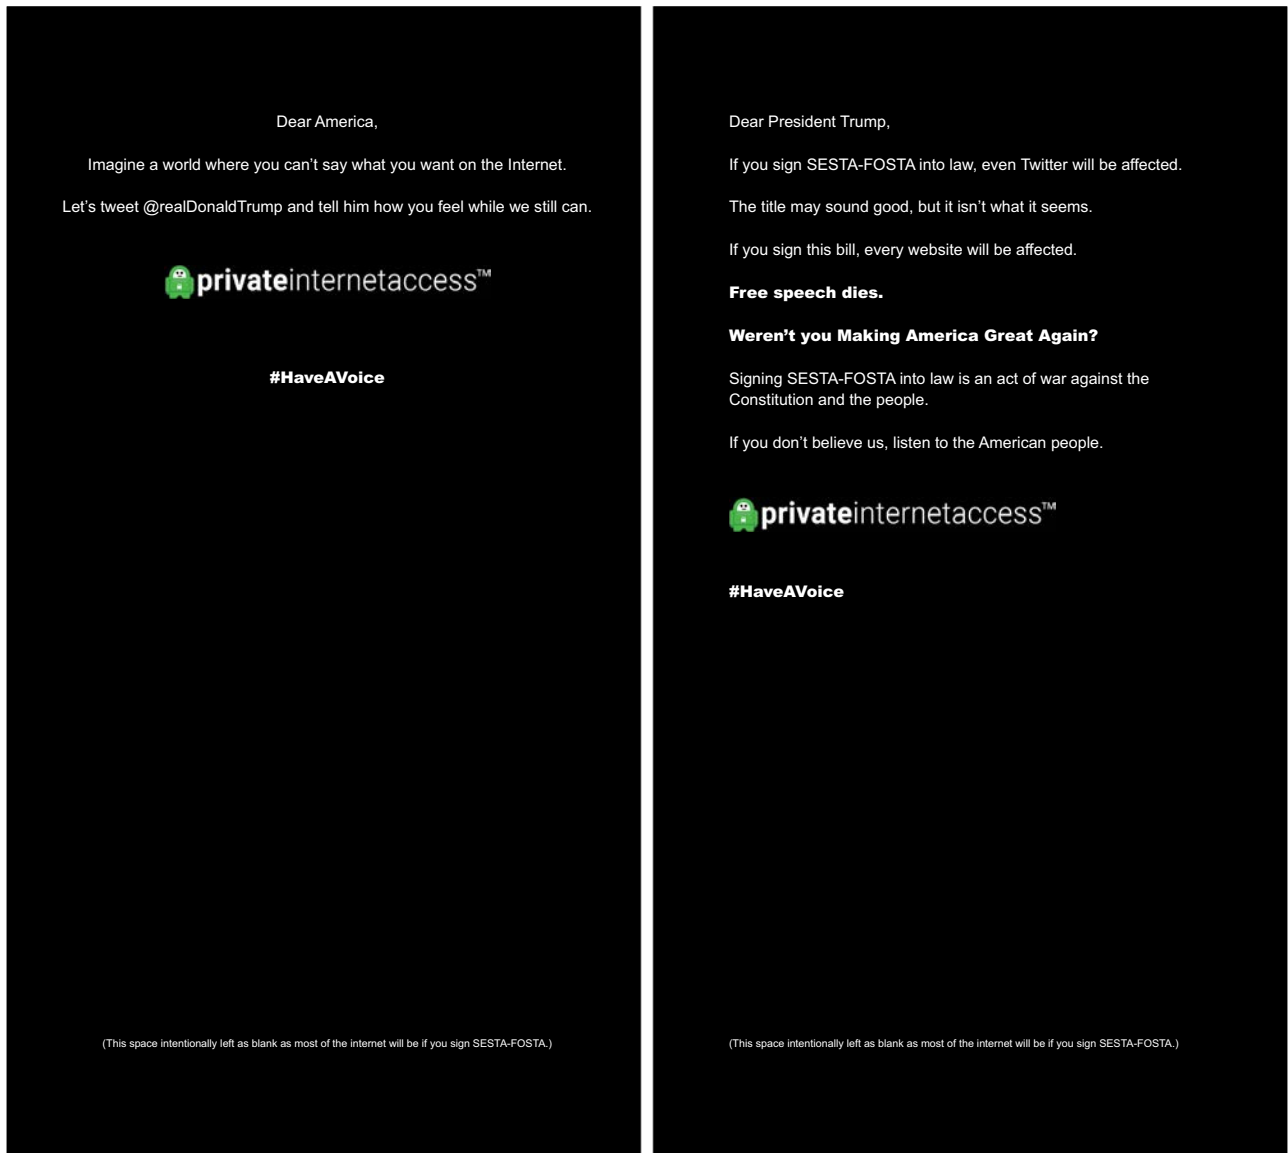 Dear America,
Imagine a world where you can’t say what you want on the Internet.
Let’s tweet @realDonaldTrump and tell him how you feel while we still can.
privateinternetaccess™
#HaveAVoice
(This space intentionally left as blank as most of the internet will be if you sign SESTA-FOSTA.)
Dear President Trump,
If you sign SESTA-FOSTA into law, even Twitter will be affected.
The title may sound good, but it isn’t what it seems.
If you sign this bill, every website will be affected.
Free speech dies.
Weren’t you Making America Great Again?
Signing SESTA-FOSTA into law is an act of war against the
Constitution and the people.
If you don’t believe us, listen to the American people.
privateinternetaccess™
#HaveAVoice
(This space intentionally left as blank as most of the internet will be if you sign SESTA-FOSTA.)